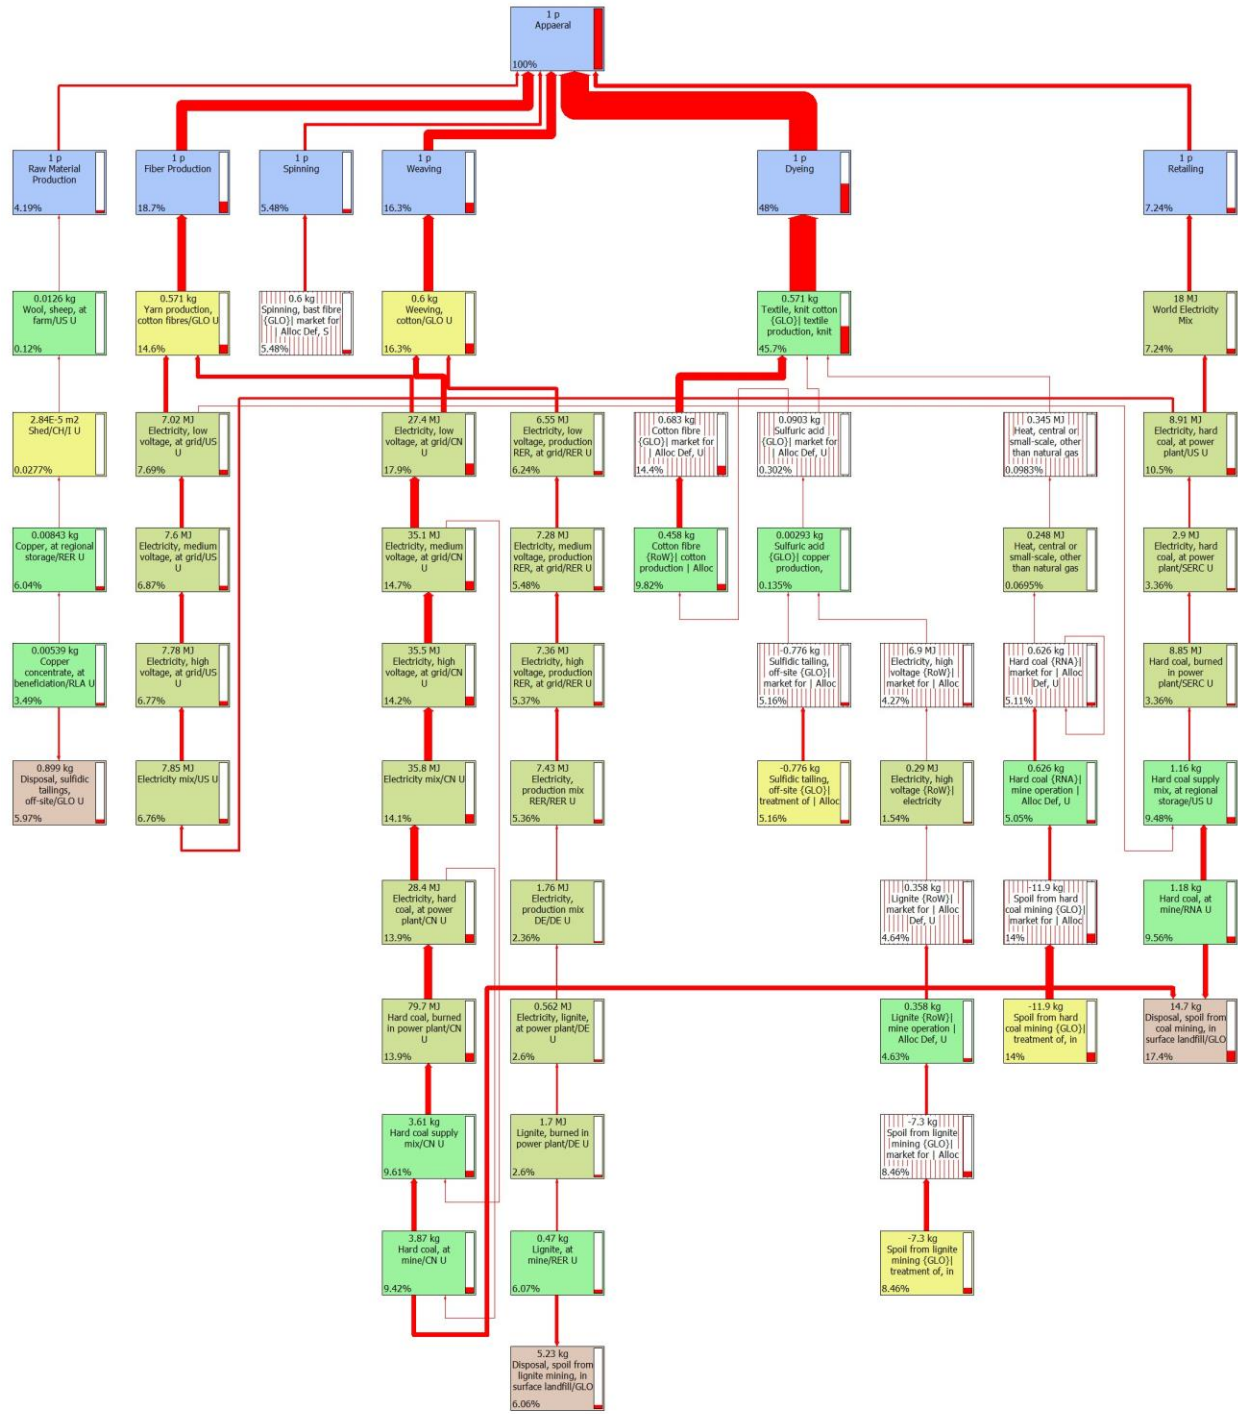 1 p
Appaeral
100%
1 p
Raw Material
Production
4.19%
1 p
Fiber Production
18.7%
1 p
Spinning
5.48%
1 p
Weaving
16.3%
1 p
Dyeing
48%
1 p
Retailing
7.24%
0.0126 kg
Wool, sheep, at
farm/US U
0.12%
0.571 kg
Yarn production,
cotton fibres/GLO U
14.6%
0.6 kg
Spinning, bast fibre
{GLO}| market for
| Alloc Def, S
5.48%
0.6 kg
Weeving,
cotton/GLO U
16.3%
0.571 kg
Textile, knit cotton
{GLO}| textile
production, knit
45.7%
18 MJ
World Electricity
Mix
7.24%
2.84E-5 m2
Shed/CH/I U
0.0277%
7.02 MJ
Electricity, low
voltage, at grid/US
U
7.69%
27.4 MJ
Electricity, low
voltage, at grid/CN
U
17.9%
6.55 MJ
Electricity, low
voltage, production
RER, at grid/RER U
6.24%
0.683 kg
Cotton fibre
{GLO}| market for
| Alloc Def, U
14.4%
0.0903 kg
Sulfuric acid
{GLO}| market for
| Alloc Def, U
0.302%
0.345 MJ
Heat, central or
small-scale, other
than natural gas
0.0983%
8.91 MJ
Electricity, hard
coal, at power
plant/US U
10.5%
0.00843 kg
Copper, at regional
storage/RER U
6.04%
7.6 MJ
Electricity, medium
voltage, at grid/US
U
6.87%
35.1 MJ
Electricity, medium
voltage, at grid/CN
U
14.7%
7.28 MJ
Electricity, medium
voltage, production
RER, at grid/RER U
5.48%
0.458 kg
Cotton fibre
{RoW}| cotton
production | Alloc
9.82%
0.00293 kg
Sulfuric acid
{GLO}| copper
production,
0.135%
0.248 MJ
Heat, central or
small-scale, other
than natural gas
0.0695%
2.9 MJ
Electricity, hard
coal, at power
plant/SERC U
3.36%
0.00539 kg
Copper
concentrate, at
beneficiation/RLA U
3.49%
7.78 MJ
Electricity, high
voltage, at grid/US
U
6.77%
35.5 MJ
Electricity, high
voltage, at grid/CN
U
14.2%
7.36 MJ
Electricity, high
voltage, production
RER, at grid/RER U
5.37%
-0.776 kg
Sulfidic tailing,
off-site {GLO}|
market for | Alloc
5.16%
6.9 MJ
Electricity, high
voltage {RoW}|
market for | Alloc
4.27%
0.626 kg
Hard coal {RNA}|
market for | Alloc
Def, U
5.11%
8.85 MJ
Hard coal, burned
in power
plant/SERC U
3.36%
0.899 kg
Disposal, sulfidic
tailings,
off-site/GLO U
5.97%
7.85 MJ
Electricity mix/US U
6.76%
35.8 MJ
Electricity mix/CN U
14.1%
7.43 MJ
Electricity,
production mix
RER/RER U
5.36%
-0.776 kg
Sulfidic tailing,
off-site {GLO}|
treatment of | Alloc
5.16%
0.29 MJ
Electricity, high
voltage {RoW}|
electricity
1.54%
0.626 kg
Hard coal {RNA}|
mine operation |
Alloc Def, U
5.05%
1.16 kg
Hard coal supply
mix, at regional
storage/US U
9.48%
28.4 MJ
Electricity, hard
coal, at power
plant/CN U
13.9%
1.76 MJ
Electricity,
production mix
DE/DE U
2.36%
0.358 kg
Lignite {RoW}|
market for | Alloc
Def, U
4.64%
-11.9 kg
Spoil from hard
coal mining {GLO}|
market for | Alloc
14%
1.18 kg
Hard coal, at
mine/RNA U
9.56%
79.7 MJ
Hard coal, burned
in power plant/CN
U
13.9%
0.562 MJ
Electricity, lignite,
at power plant/DE
U
2.6%
0.358 kg
Lignite {RoW}|
mine operation |
Alloc Def, U
4.63%
-11.9 kg
Spoil from hard
coal mining {GLO}|
treatment of, in
14%
14.7 kg
Disposal, spoil from
coal mining, in
surface landfill/GLO
17.4%
3.61 kg
Hard coal supply
mix/CN U
9.61%
1.7 MJ
Lignite, burned in
power plant/DE U
2.6%
-7.3 kg
Spoil from lignite
mining {GLO}|
market for | Alloc
8.46%
3.87 kg
Hard coal, at
mine/CN U
9.42%
0.47 kg
Lignite, at
mine/RER U
6.07%
-7.3 kg
Spoil from lignite
mining {GLO}|
treatment of, in
8.46%
5.23 kg
Disposal, spoil from
lignite mining, in
surface landfill/GLO
6.06%